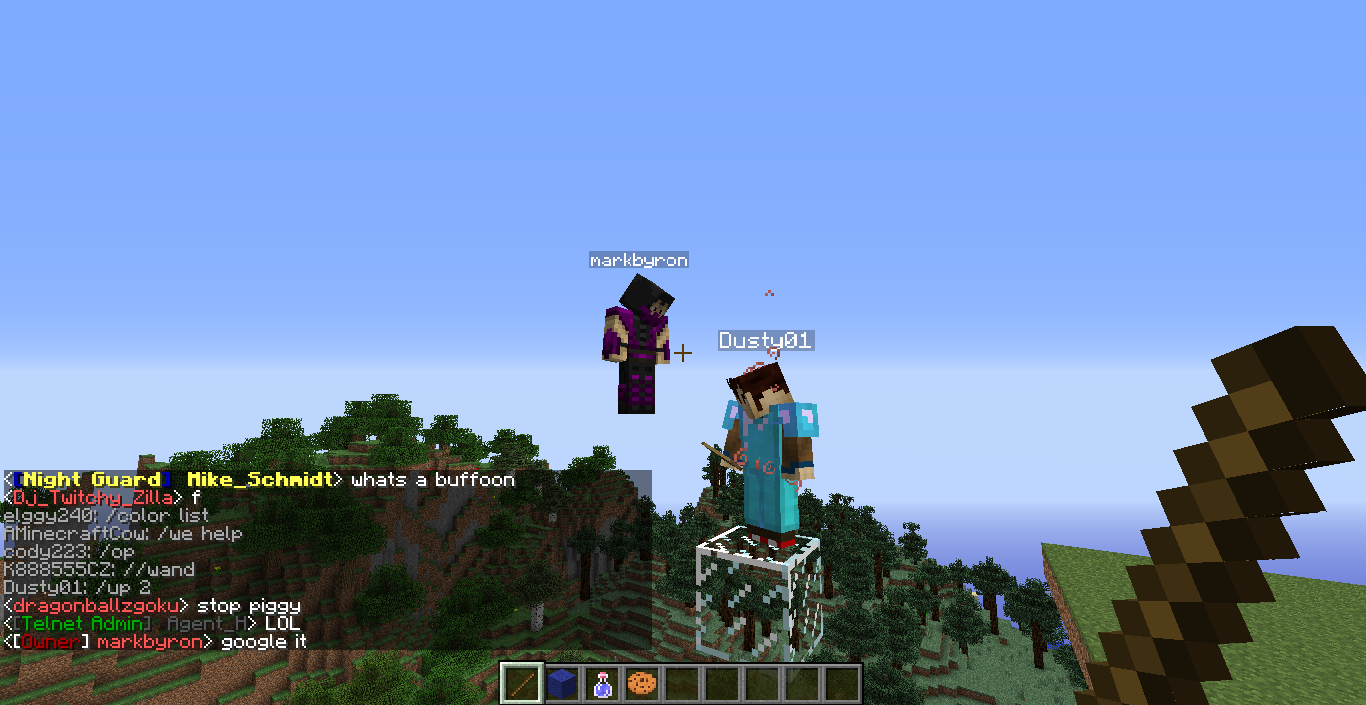 markbyron
Dusty01
<[Night Guard] Mike_Schmidt> whats a buffoon
<Dj_Twitchy_Zilla> f
elggy240: /color list
AMinecraftCow: /we help
cody223: /op
K888555CZ: //wand
Dusty01: /up 2
<dragonballzgoku> stop piggy
<[Telnet Admin] Agent_H> LOL
<[Owner] markbyron> google it